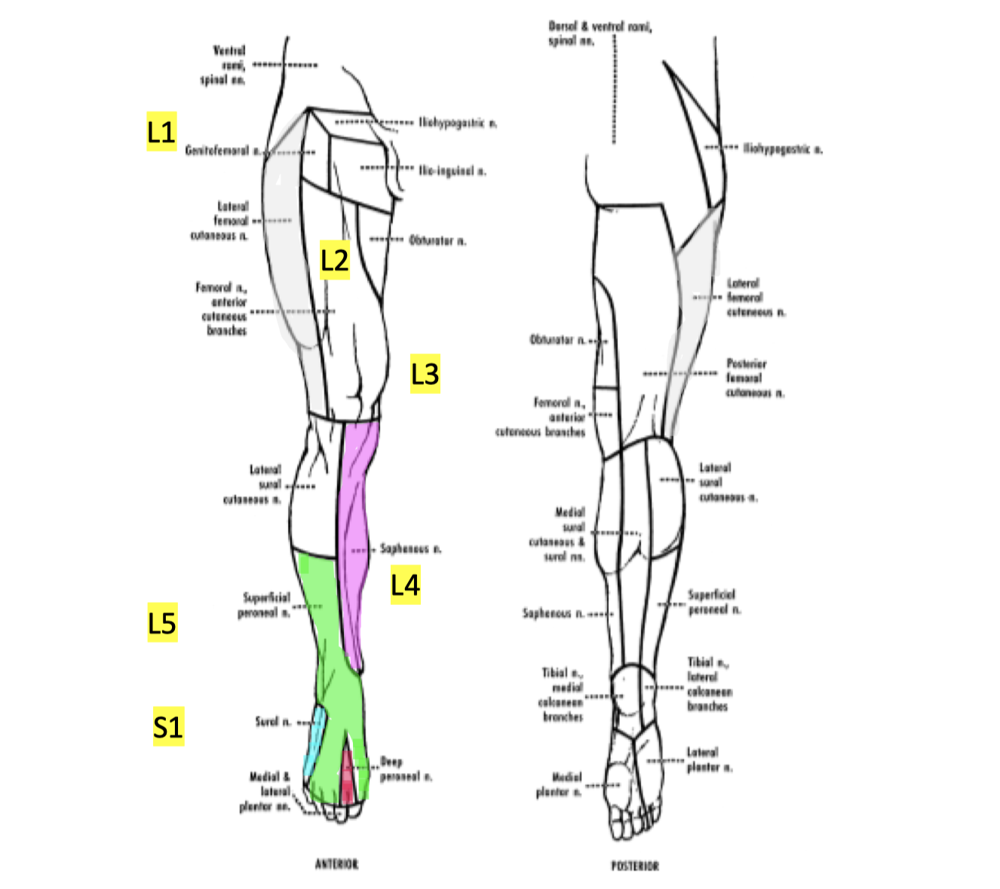 Ventral
rami,
spinal nn.
L1
Iliohypogastric n.
Genitofemoral n.
Ilio-inguinal n.
Lateral
femoral
cutaneous n.
Obturator n.
L2
Femoral n.,
anterior
cutaneous
branches
L3
Lateral
sural
cutaneous n.
Saphenous n.
L4
Superficial
peroneal n.
L5
S1
Sural n.
Deep
peroneal n.
Medial &
lateral
plantar nn.
ANTERIOR
Dorsal & ventral rami,
spinal nn.
Iliohypogastric n.
Lateral
femoral
cutaneous n.
Obturator n.
Posterior
femoral
cutaneous n.
Femoral n.,
anterior
cutaneous branches
Lateral
sural
cutaneous n.
Medial
sural
cutaneous &
sural nn.
Superficial
peroneal n.
Saphenous n.
Tibial n.,
medial
calcanean
branches
Tibial n.,
lateral
calcanean
branches
Lateral
plantar n.
Medial
plantar n.
POSTERIOR